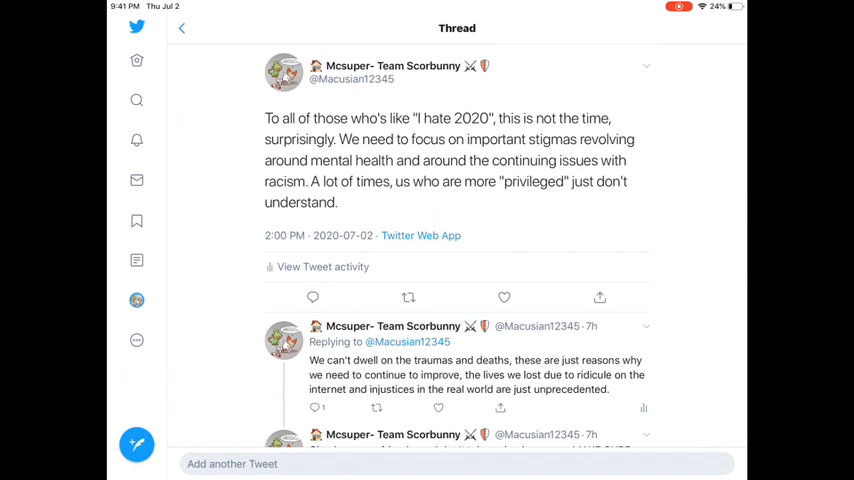 9:41 PM Thu Jul 2
24%
Thread
Mcsuper- Team Scorbunny
@Macusian12345
To all of those who's like "I hate 2020", this is not the time,
surprisingly. We need to focus on important stigmas revolving
around mental health and around the continuing issues with
racism. A lot of times, us who are more "privileged" just don't
understand.
2:00 PM · 2020-07-02 · Twitter Web App
View Tweet activity
Mcsuper- Team Scorbunny @Macusian12345 · 7h
Replying to @Macusian12345
We can't dwell on the traumas and deaths, these are just reasons why
we need to continue to improve, the lives we lost due to ridicule on the
internet and injustices in the real world are just unprecedented.
1
Mcsuper- Team Scorbunny @Macusian12345 · 7h
Add another Tweet